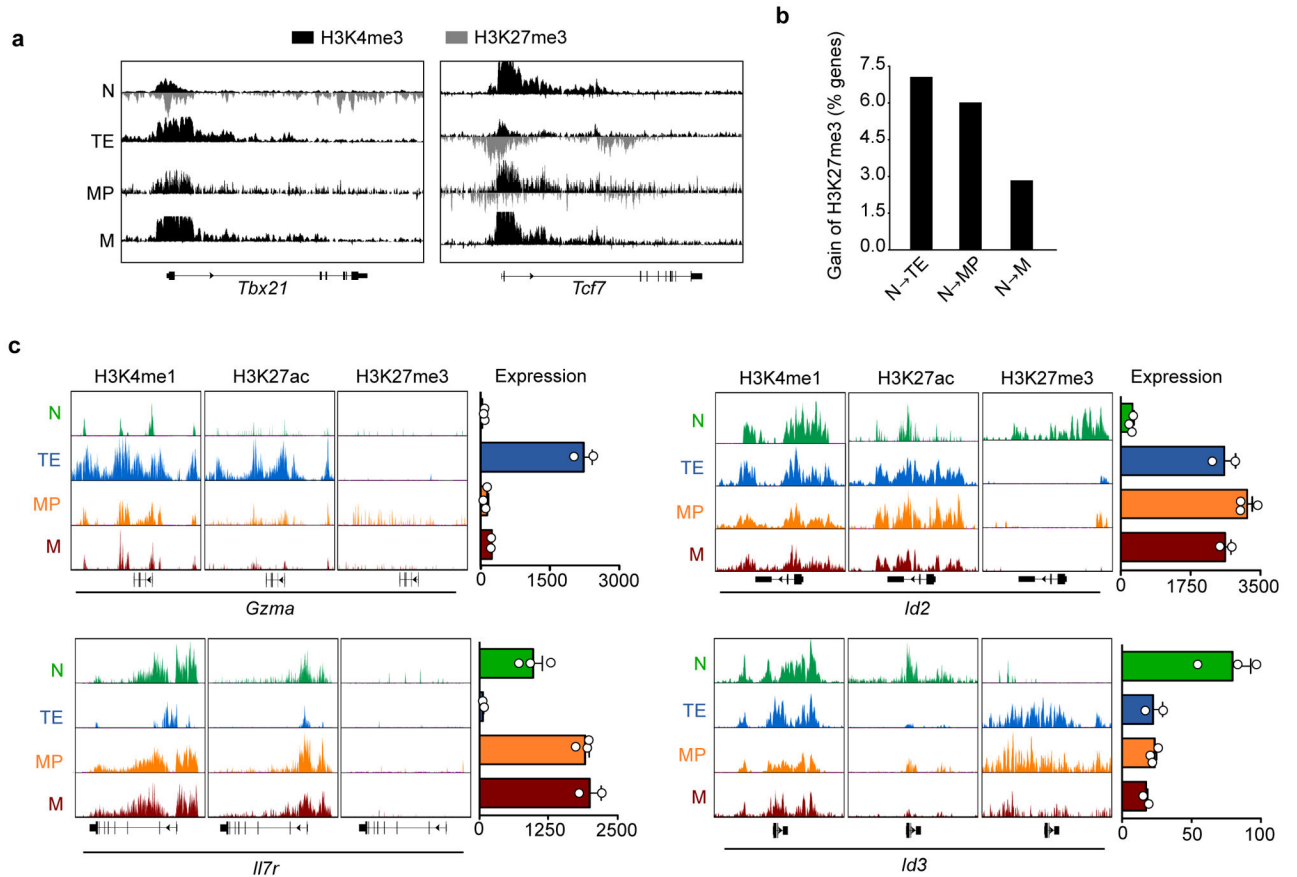 a
H3K4me3 H3K27me3
N
TE
MP
M
Tbx21 Tcf7
b
Gain of H3K27me3 (% genes)
7.5
6.0
4.5
3.0
1.5
0.0
N→TE N→MP N→M
c
H3K4me1 H3K27ac H3K27me3 Expression
N
TE
MP
M
0 1500 3000
Gzma
H3K4me1 H3K27ac H3K27me3 Expression
N
TE
MP
M
0 1750 3500
Id2
N
TE
MP
M
0 1250 2500
Il7r
N
TE
MP
M
0 50 100
Id3